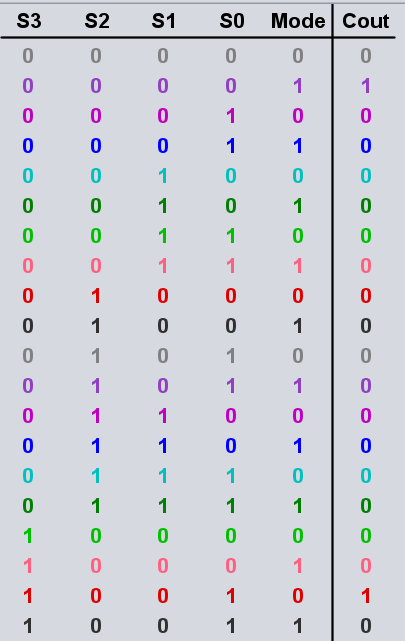 S3 S2 S1 S0 Mode Cout
0 0 0 0 0 0
0 0 0 0 1 1
0 0 0 1 0 0
0 0 0 1 1 0
0 0 1 0 0 0
0 0 1 0 1 0
0 0 1 1 0 0
0 0 1 1 1 0
0 1 0 0 0 0
0 1 0 0 1 0
0 1 0 1 0 0
0 1 0 1 1 0
0 1 1 0 0 0
0 1 1 0 1 0
0 1 1 1 0 0
0 1 1 1 1 0
1 0 0 0 0 0
1 0 0 0 1 0
1 0 0 1 0 1
1 0 0 1 1 0